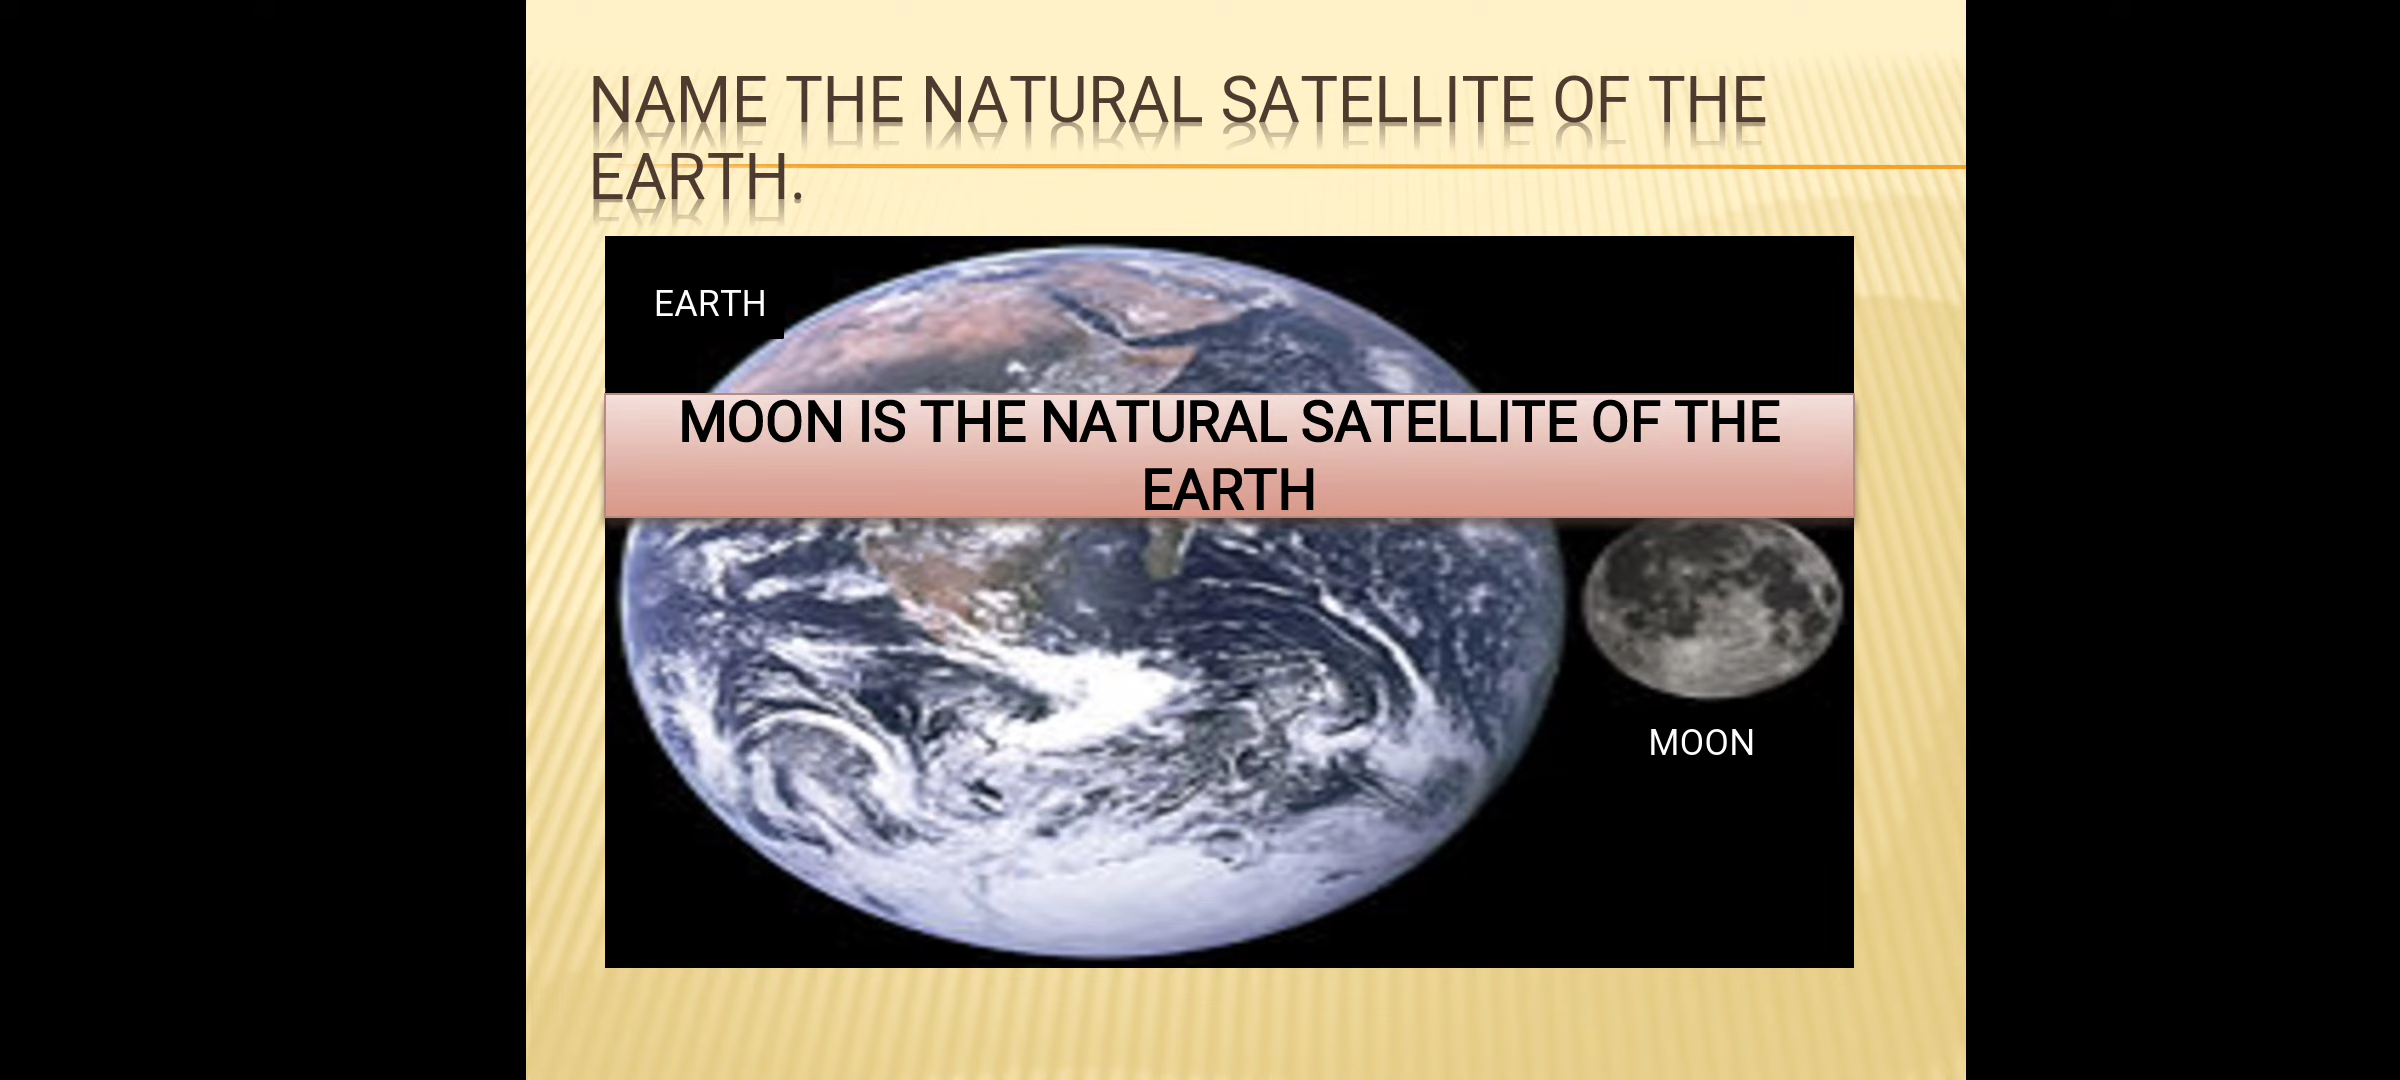 NAME THE NATURAL SATELLITE OF THE
EARTH.
EARTH
MOON IS THE NATURAL SATELLITE OF THE
EARTH
MOON